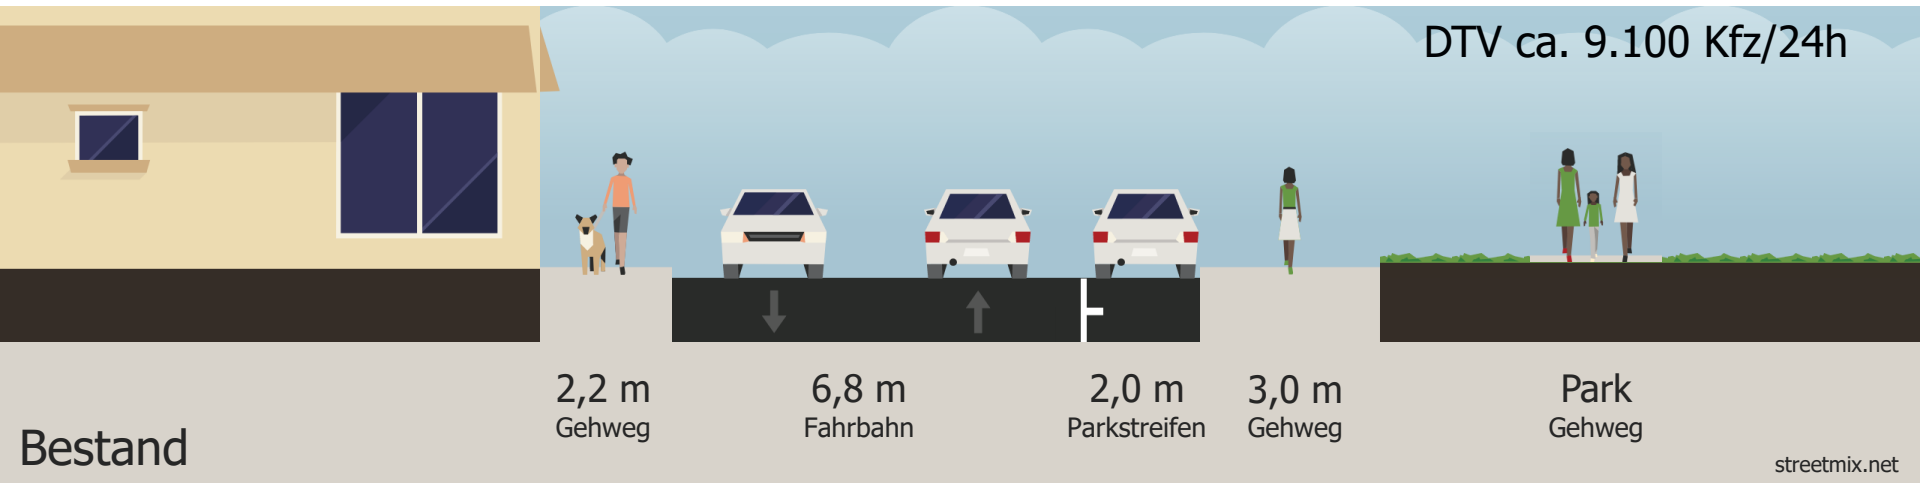 DTV ca. 9.100 Kfz/24h
2,2 m
Gehweg
6,8 m
Fahrbahn
2,0 m
Parkstreifen
3,0 m
Gehweg
Park
Gehweg
Bestand
streetmix.net